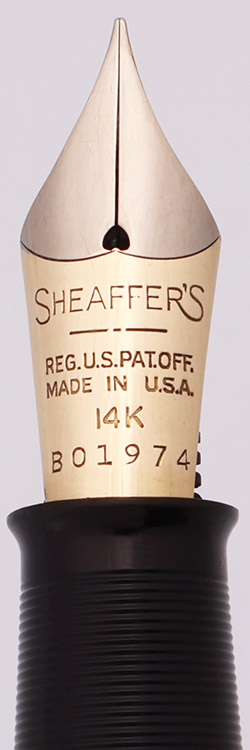 SHEAFFER'S
REG.U.S.PAT.OFF.
MADE IN U.S.A.
14K
B01974